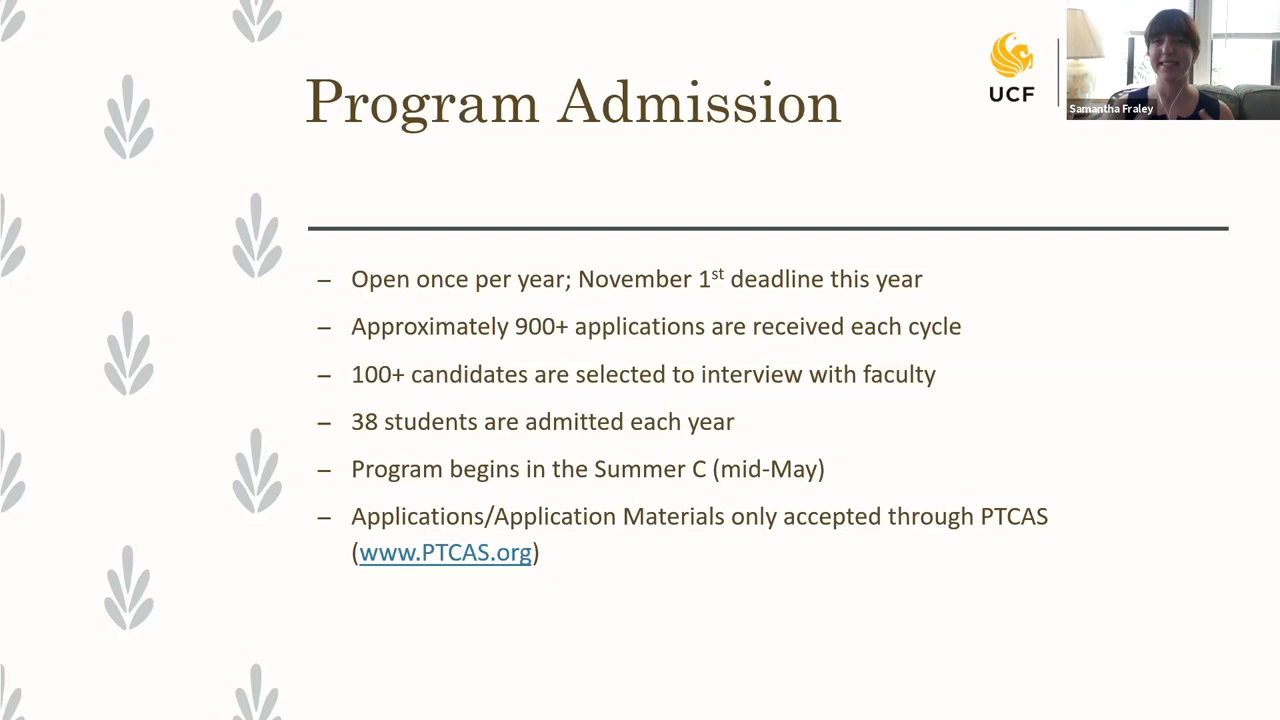 Program Admission
UCF
Samantha Fraley
– Open once per year; November 1st deadline this year
– Approximately 900+ applications are received each cycle
– 100+ candidates are selected to interview with faculty
– 38 students are admitted each year
– Program begins in the Summer C (mid-May)
– Applications/Application Materials only accepted through PTCAS
(www.PTCAS.org)